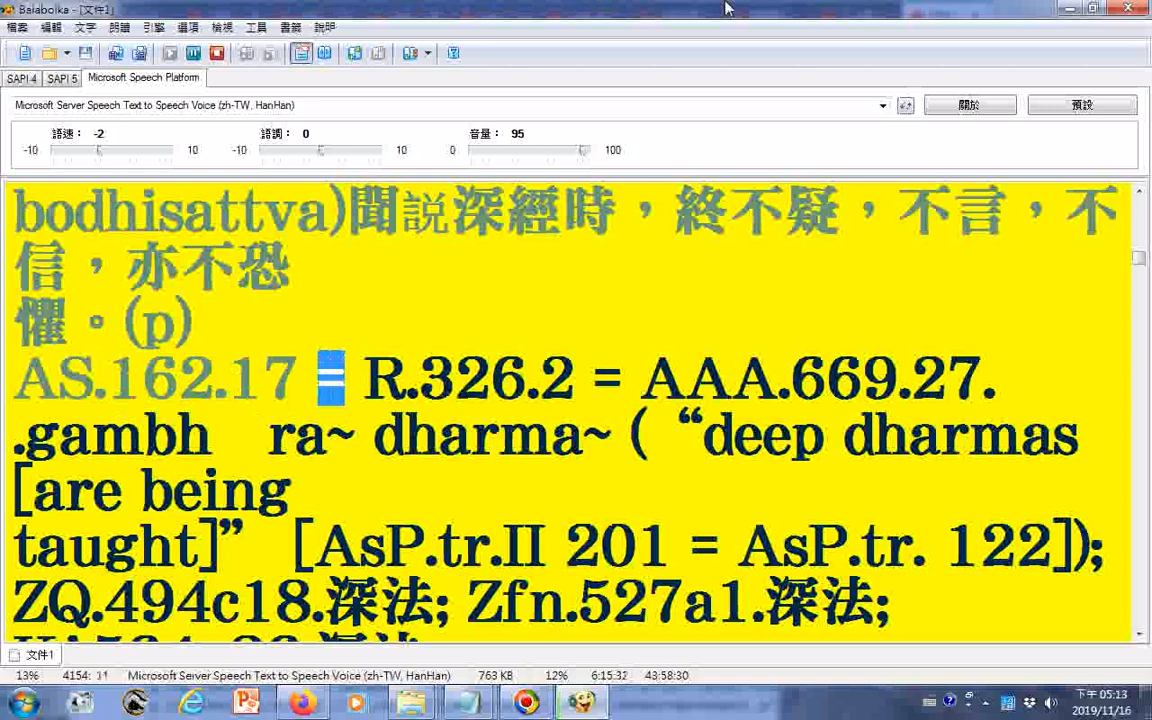 Balabolka - [文件1]
檔案 編輯 文字 朗讀 引擎 選項 檢視 工具 書籤 說明
SAPI 4 SAPI 5 Microsoft Speech Platform
Microsoft Server Speech Text to Speech Voice (zh-TW, HanHan) 關於 預設
語速： -2 語調： 0 音量： 95
-10 10 -10 10 0 100
bodhisattva)聞説深經時，終不疑，不言，不
信，亦不恐
懼。(p)
AS.162.17 = R.326.2 = AAA.669.27.
.gambh ra~ dharma~ ( “deep dharmas
[are being
taught]” [AsP.tr.II 201 = AsP.tr. 122]);
ZQ.494c18.深法; Zfn.527a1.深法;
文件1
13% 4154: Microsoft Server Speech Text to Speech Voice (zh-TW, HanHan) 763 KB 12% 6:15:32 43:58:30
下午 05:13
2019/11/16